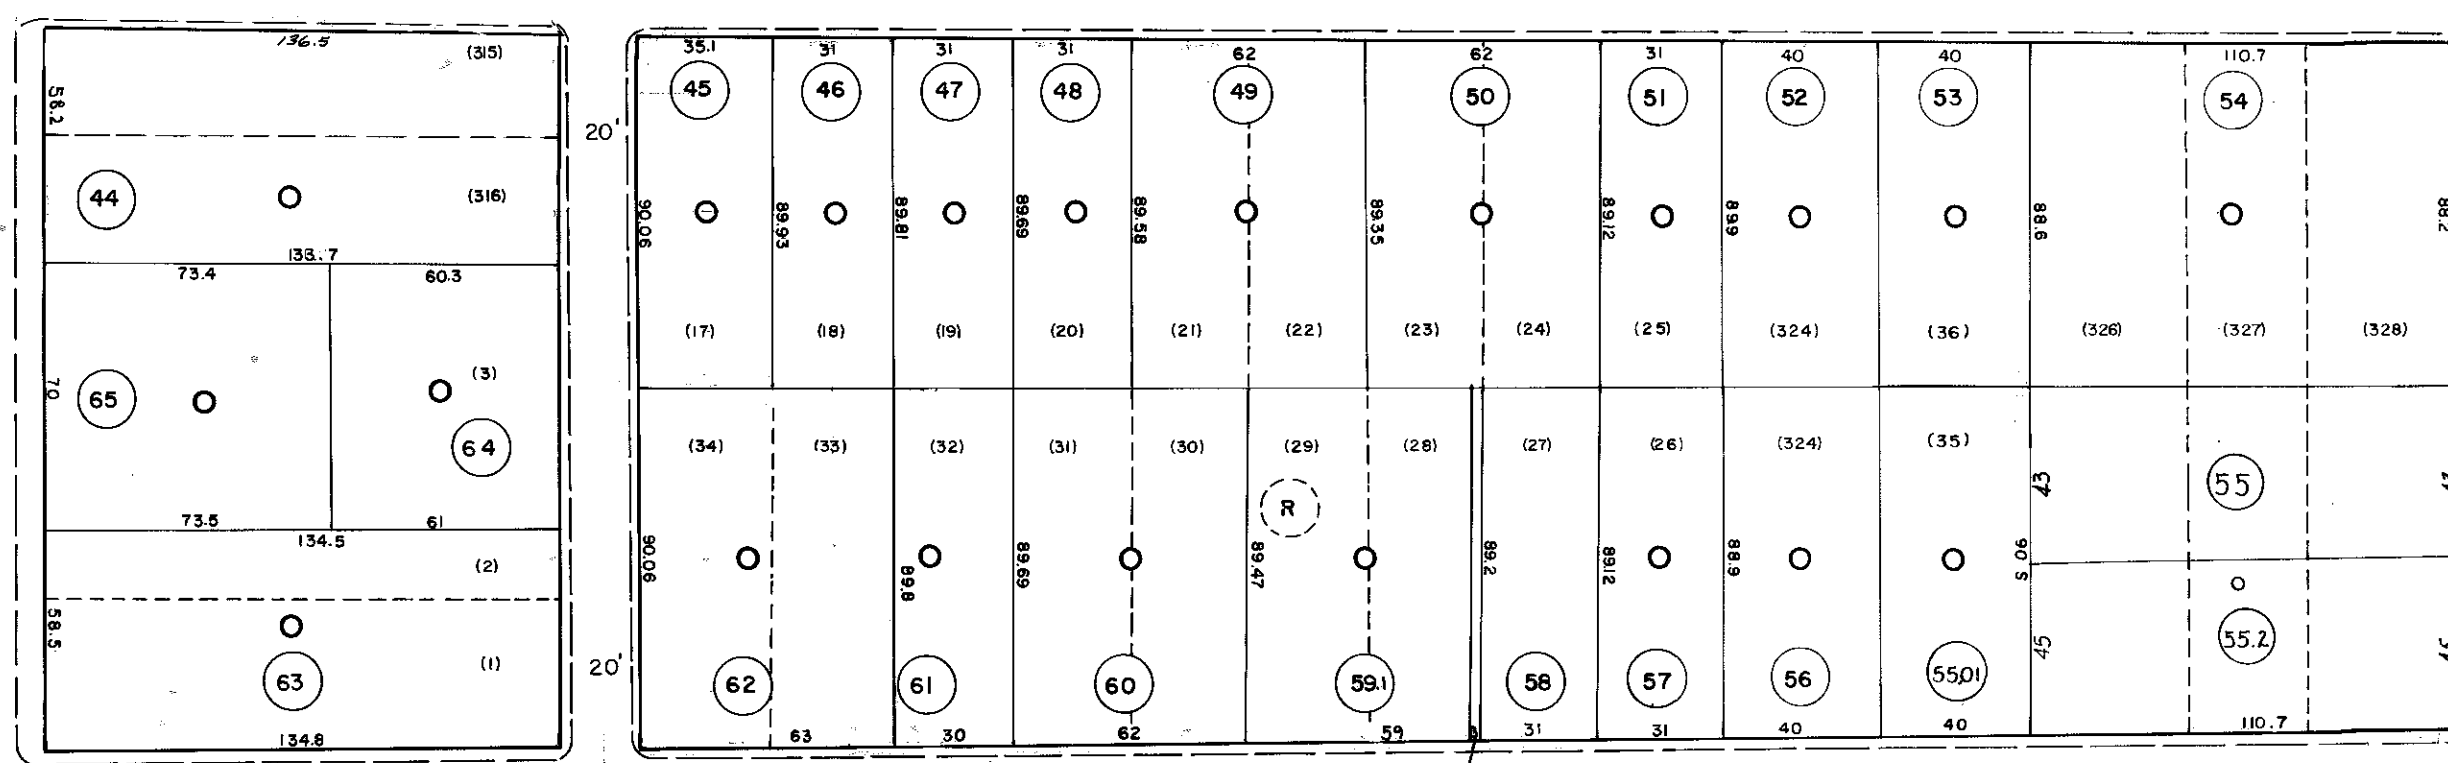 136.5
(315)
58.2
44
(316)
73.4
60.3
70
65
(3)
64
73.5
61
134.5
(2)
58.5
63
(1)
134.8
20'
20'
35.1 31 31 31 62 62 31 40 40 110.7
45 46 47 48 49 50 51 52 53 54
90.06 89.93 89.81 89.69 89.58 89.35 89.12 88.6 88.2
(17) (18) (19) (20) (21) (22) (23) (24) (25) (324) (36) (326) (327) (328)
(34) (33) (32) (31) (30) (29) (28) (27) (26) (324) (35)
43 55
R
90.06 89.8 89.69 89.47 89.2 89.12 88.9 90 S
45 55.2
62 61 60 59.1 58 57 56 55.01
63 30 62 59 31 31 40 40 110.7